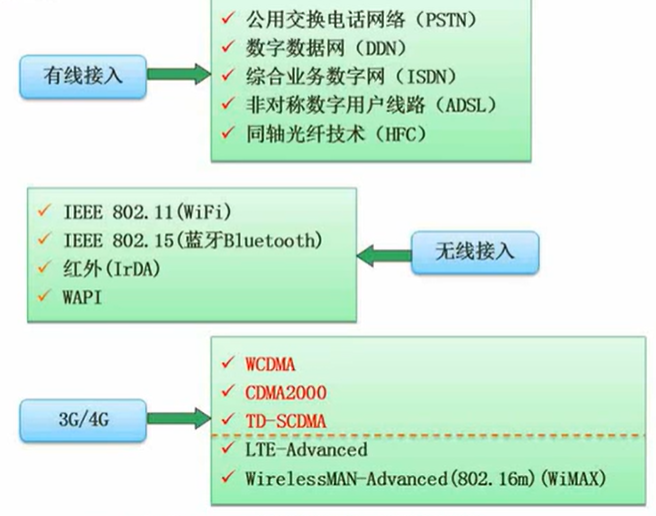 有线接入
✓ 公用交换电话网络（PSTN）
✓ 数字数据网（DDN）
✓ 综合业务数字网（ISDN）
✓ 非对称数字用户线路（ADSL）
✓ 同轴光纤技术（HFC）
✓ IEEE 802.11(WiFi)
✓ IEEE 802.15(蓝牙Bluetooth)
✓ 红外(IrDA)
✓ WAPI
无线接入
3G/4G
✓ WCDMA
✓ CDMA2000
✓ TD-SCDMA
✓ LTE-Advanced
✓ WirelessMAN-Advanced(802.16m)(WiMAX)